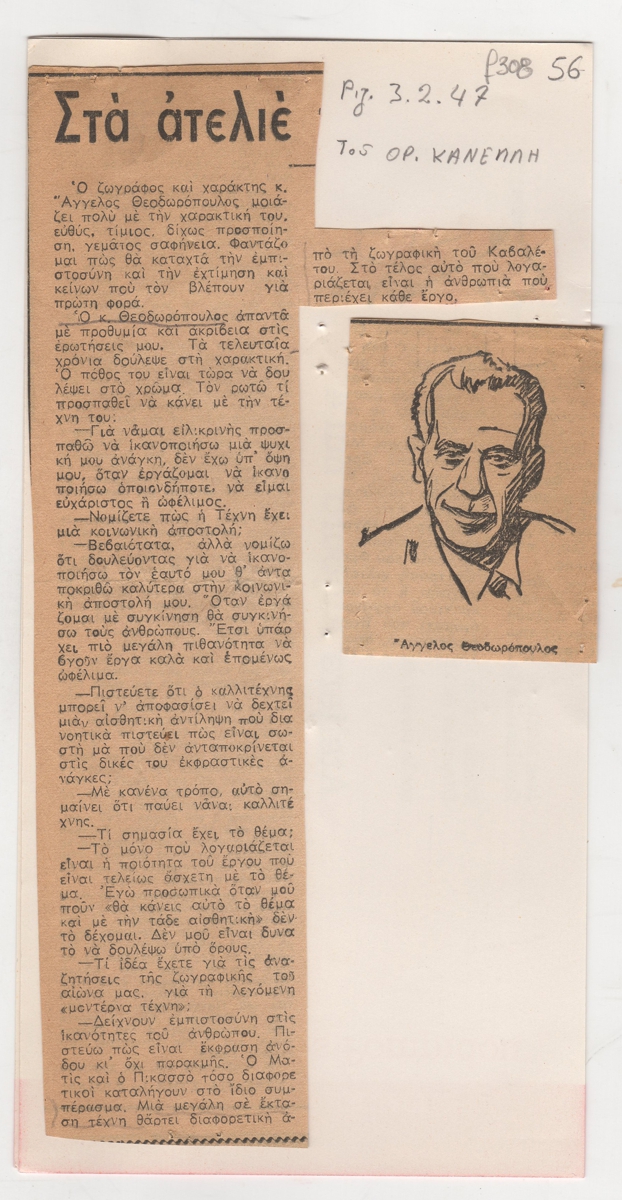 f308 56
Ριζ. 3.2.47
Του ΟΡ. ΚΑΝΕΛΛΗ
Στὰ ἀτελιὲ
Ὁ ζωγράφος καὶ χαράκτης κ.
Ἄγγελος Θεοδωρόπουλος μοιά-
ζει πολὺ μὲ τὴν χαρακτική του,
εὐθύς, τίμιος, δίχως προσποίη-
ση, γεμάτος σαφήνεια. Φαντάζο
μαι πὼς θὰ καταχτᾶ τὴν ἐμπι-
στοσύνη καὶ τὴν ἐχτίμηση καὶ
κείνων ποὺ τὸν βλέπουν γιὰ
πρώτη φορά.
Ὁ κ. Θεοδωρόπουλος ἀπαντᾶ
μὲ προθυμία καὶ ἀκρίβεια στὶς
ἐρωτήσεις μου. Τὰ τελευταῖα
χρόνια δούλεψε στὴ χαρακτική.
Ὁ πόθος του εἶναι τώρα νὰ δου
λέψει στὸ χρῶμα. Τὸν ρωτῶ τί
προσπαθεῖ νὰ κάνει μὲ τὴν τέ-
χνη του:
—Γιὰ νἆμαι εἰλικρινὴς προσ-
παθῶ νὰ ἱκανοποιήσω μιὰ ψυχι
κή μου ἀνάγκη, δὲν ἔχω ὑπ' ὄψη
μου, ὅταν ἐργάζομαι νὰ ἱκανο
ποιήσω ὁποιονδήποτε, νὰ εἶμαι
εὐχάριστος ἢ ὠφέλιμος.
—Νομίζετε πὼς ἡ Τέχνη ἔχει
μιὰ κοινωνικὴ ἀποστολή;
—Βεβαιότατα, ἀλλὰ νομίζω
ὅτι δουλεύοντας γιὰ νὰ ἱκανο-
ποιήσω τὸν ἑαυτό μου θ' ἀντα
ποκριθῶ καλύτερα στὴν κοινωνι-
κὴ ἀποστολή μου. Ὅταν ἐργά
ζομαι μὲ συγκίνηση θὰ συγκινή-
σω τοὺς ἀνθρώπους. Ἔτσι ὑπάρ
χει πιὸ μεγάλη πιθανότητα νὰ
βγοῦν ἔργα καλὰ καὶ ἑπομένως
ὠφέλιμα.
—Πιστεύετε ὅτι ὁ καλλιτέχνης
μπορεῖ ν' ἀποφασίσει νὰ δεχτεῖ
μιὰν αἰσθητικὴ ἀντίληψη ποὺ δια
νοητικὰ πιστεύει πὼς εἶναι σω-
στὴ μὰ ποὺ δὲν ἀνταποκρίνεται
στὶς δικές του ἐκφραστικὲς ἀ-
νάγκες;
—Μὲ κανένα τρόπο, αὐτὸ ση-
μαίνει ὅτι παύει νἆναι καλλιτέ
χνης.
—Τί σημασία ἔχει τὸ θέμα;
—Τὸ μόνο ποὺ λογαριάζεται
εἶναι ἡ ποιότητα τοῦ ἔργου ποὺ
εἶναι τελείως ἄσχετη μὲ τὸ θέ-
μα. Ἐγὼ προσωπικὰ ὅταν μοῦ
ποῦν «θὰ κάνεις αὐτὸ τὸ θέμα
καὶ μὲ τὴν τάδε αἰσθητική» δὲν
τὸ δέχομαι. Δὲν μοῦ εἶναι δυνα
τὸ νὰ δουλέψω ὑπὸ ὅρους.
—Τί ἰδέα ἔχετε γιὰ τὶς ἀνα-
ζητήσεις τῆς ζωγραφικῆς τοῦ
αἰώνα μας, γιὰ τὴ λεγόμενη
«μοντέρνα τέχνη»;
—Δείχνουν ἐμπιστοσύνη στὶς
ἱκανότητες τοῦ ἀνθρώπου. Πι-
στεύω πὼς εἶναι ἔκφραση ἀνό-
δου κι' ὄχι παρακμῆς. Ὁ Μα-
τὶς καὶ ὁ Πικασσὸ τόσο διαφορε
τικοὶ καταλήγουν στὸ ἴδιο συμ-
πέρασμα. Μιὰ μεγάλη σὲ ἔκτα-
ση τέχνη θἄρτει διαφορετικὴ ἀ-
πὸ τὴ ζωγραφικὴ τοῦ Καβαλέ-
του. Στὸ τέλος αὐτὸ ποὺ λογα-
ριάζεται εἶναι ἡ ἀνθρωπιὰ ποὺ
περιέχει κάθε ἔργο.
Ἄγγελος Θεοδωρόπουλος